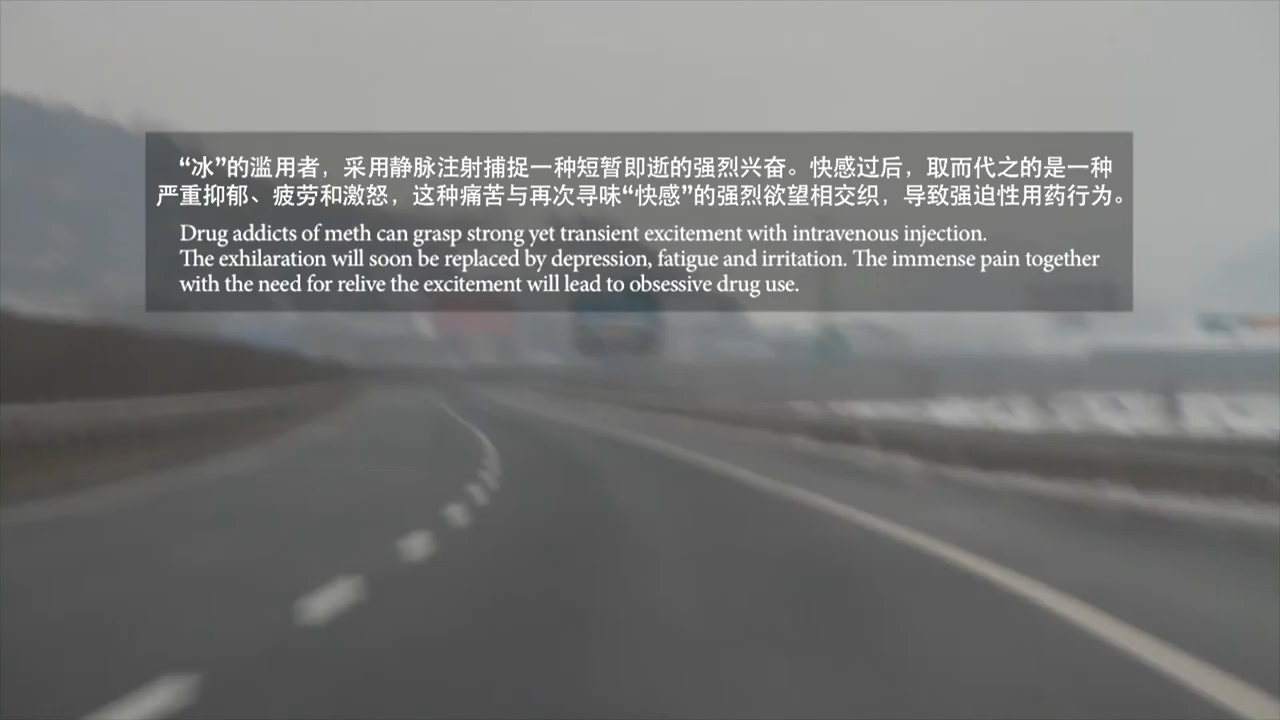 “冰”的滥用者，采用静脉注射捕捉一种短暂即逝的强烈兴奋。快感过后，取而代之的是一种
严重抑郁、疲劳和激怒，这种痛苦与再次寻味“快感”的强烈欲望相交织，导致强迫性用药行为。
Drug addicts of meth can grasp strong yet transient excitement with intravenous injection.
The exhilaration will soon be replaced by depression, fatigue and irritation. The immense pain together
with the need for relive the excitement will lead to obsessive drug use.